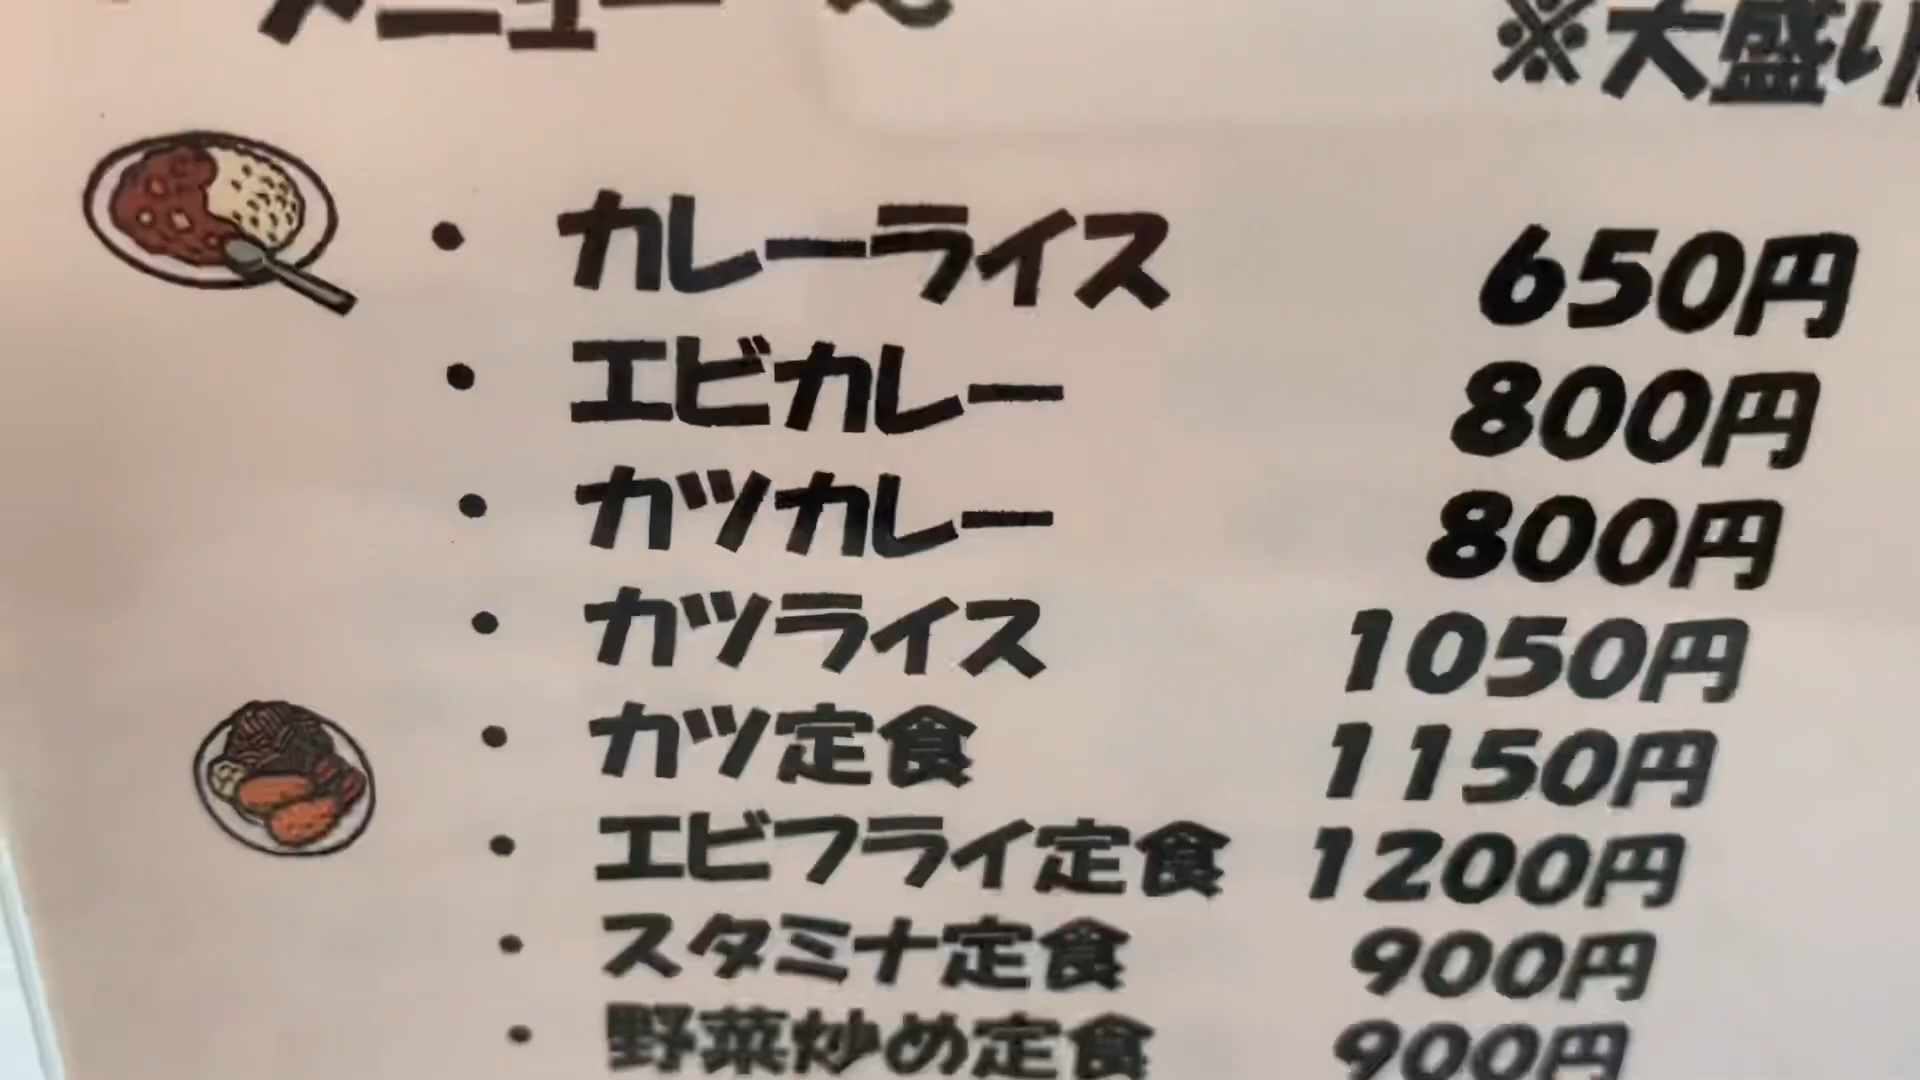 メニュー ～
※大盛り
・ カレーライス 650円
・ エビカレー 800円
・ カツカレー 800円
・ カツライス 1050円
・ カツ定食 1150円
・ エビフライ定食 1200円
・ スタミナ定食 900円
・ 野菜炒め定食 900円